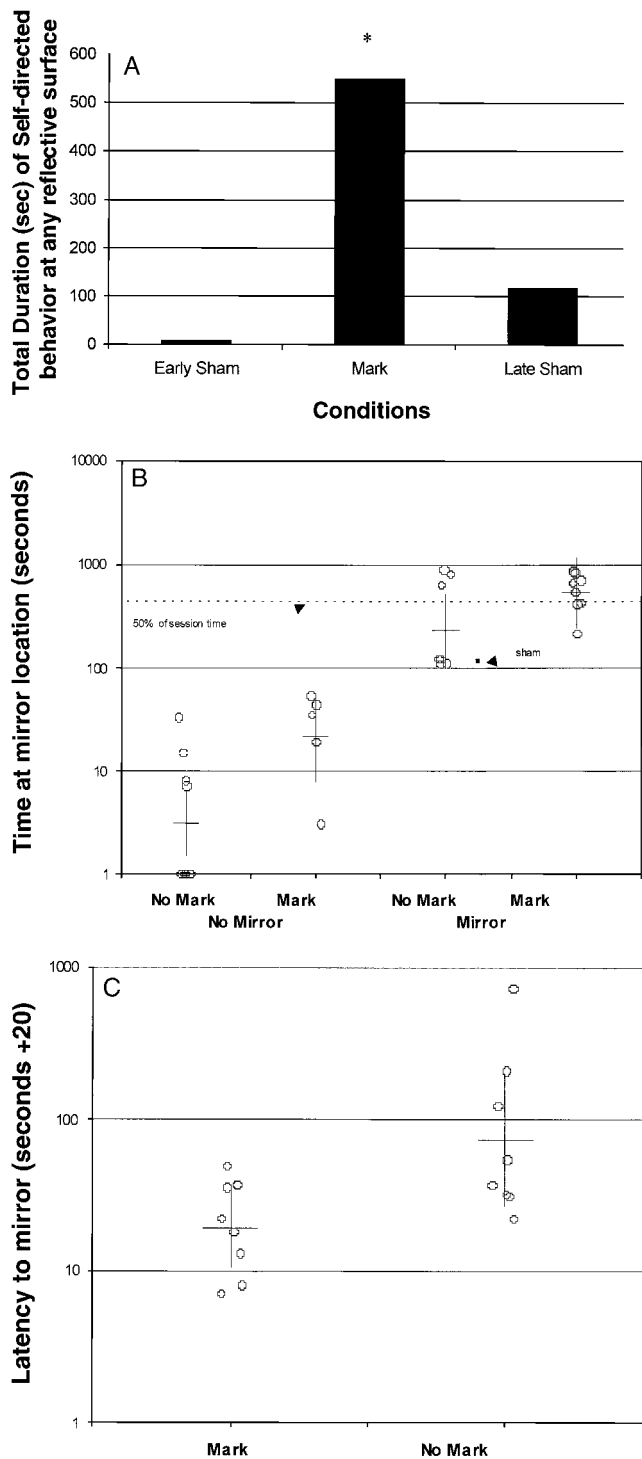 Total Duration (sec) of Self-directed
behavior at any reflective surface
A
*
600
500
400
300
200
100
0
Early Sham Mark Late Sham
Conditions
Time at mirror location (seconds)
B
10000
1000
50% of session time
sham
100
10
1
No Mark Mark No Mark Mark
No Mirror Mirror
Latency to mirror (seconds +20)
C
1000
100
10
1
Mark No Mark